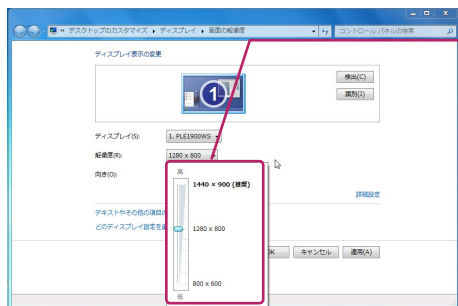 « デスクトップのカスタマイズ ▸ ディスプレイ ▸ 画面の解像度
コントロール パネルの検索
ディスプレイ表示の変更
1
検出(C)
識別(I)
ディスプレイ(S):
1. PLE1900WS
解像度(R):
1280 x 800
向き(O):
高
1440 × 900 (推奨)
詳細設定
テキストやその他の項目の
1280 x 800
どのディスプレイ設定を選
OK
キャンセル
適用(A)
800 x 600
低